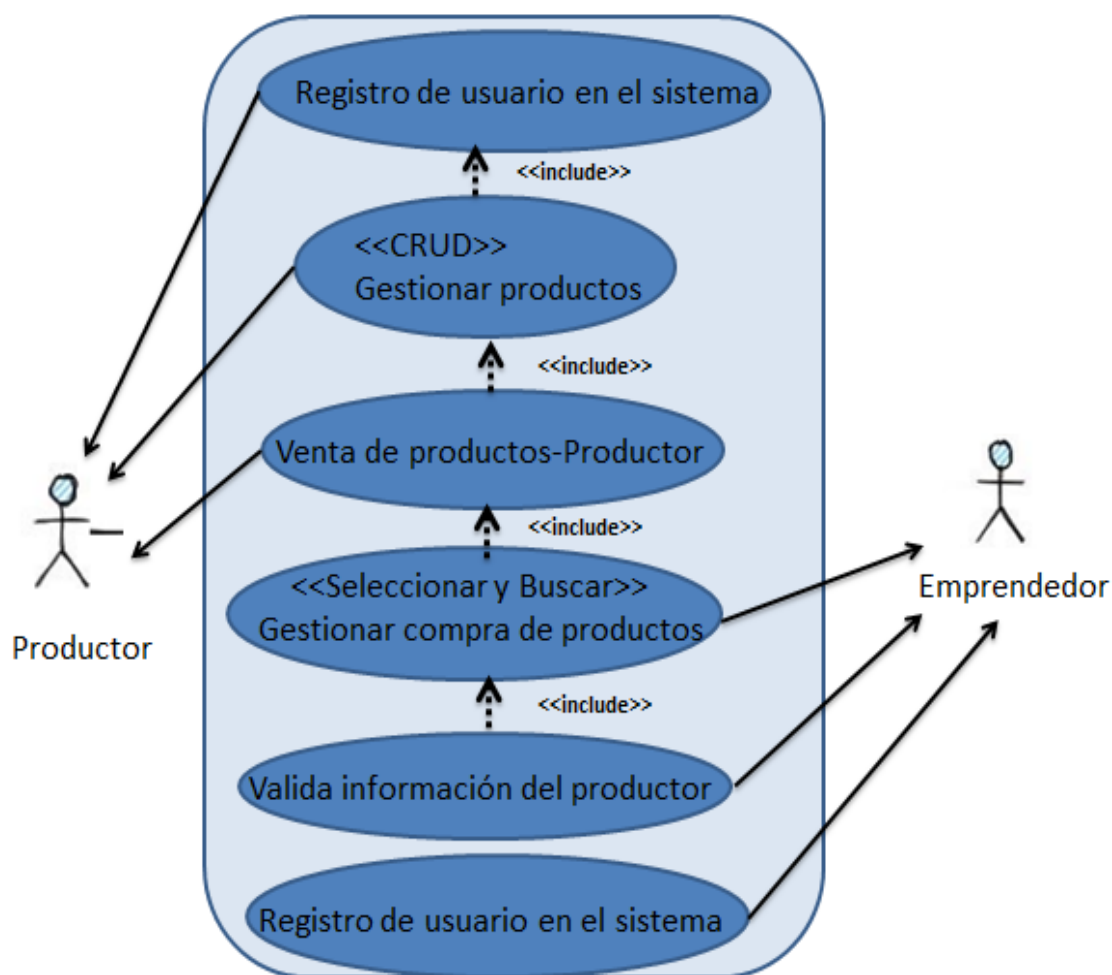 Registro de usuario en el sistema
<<include>>
<<CRUD>>
Gestionar productos
<<include>>
Venta de productos-Productor
<<include>>
<<Seleccionar y Buscar>>
Gestionar compra de productos
Emprendedor
Productor
<<include>>
Valida información del productor
Registro de usuario en el sistema